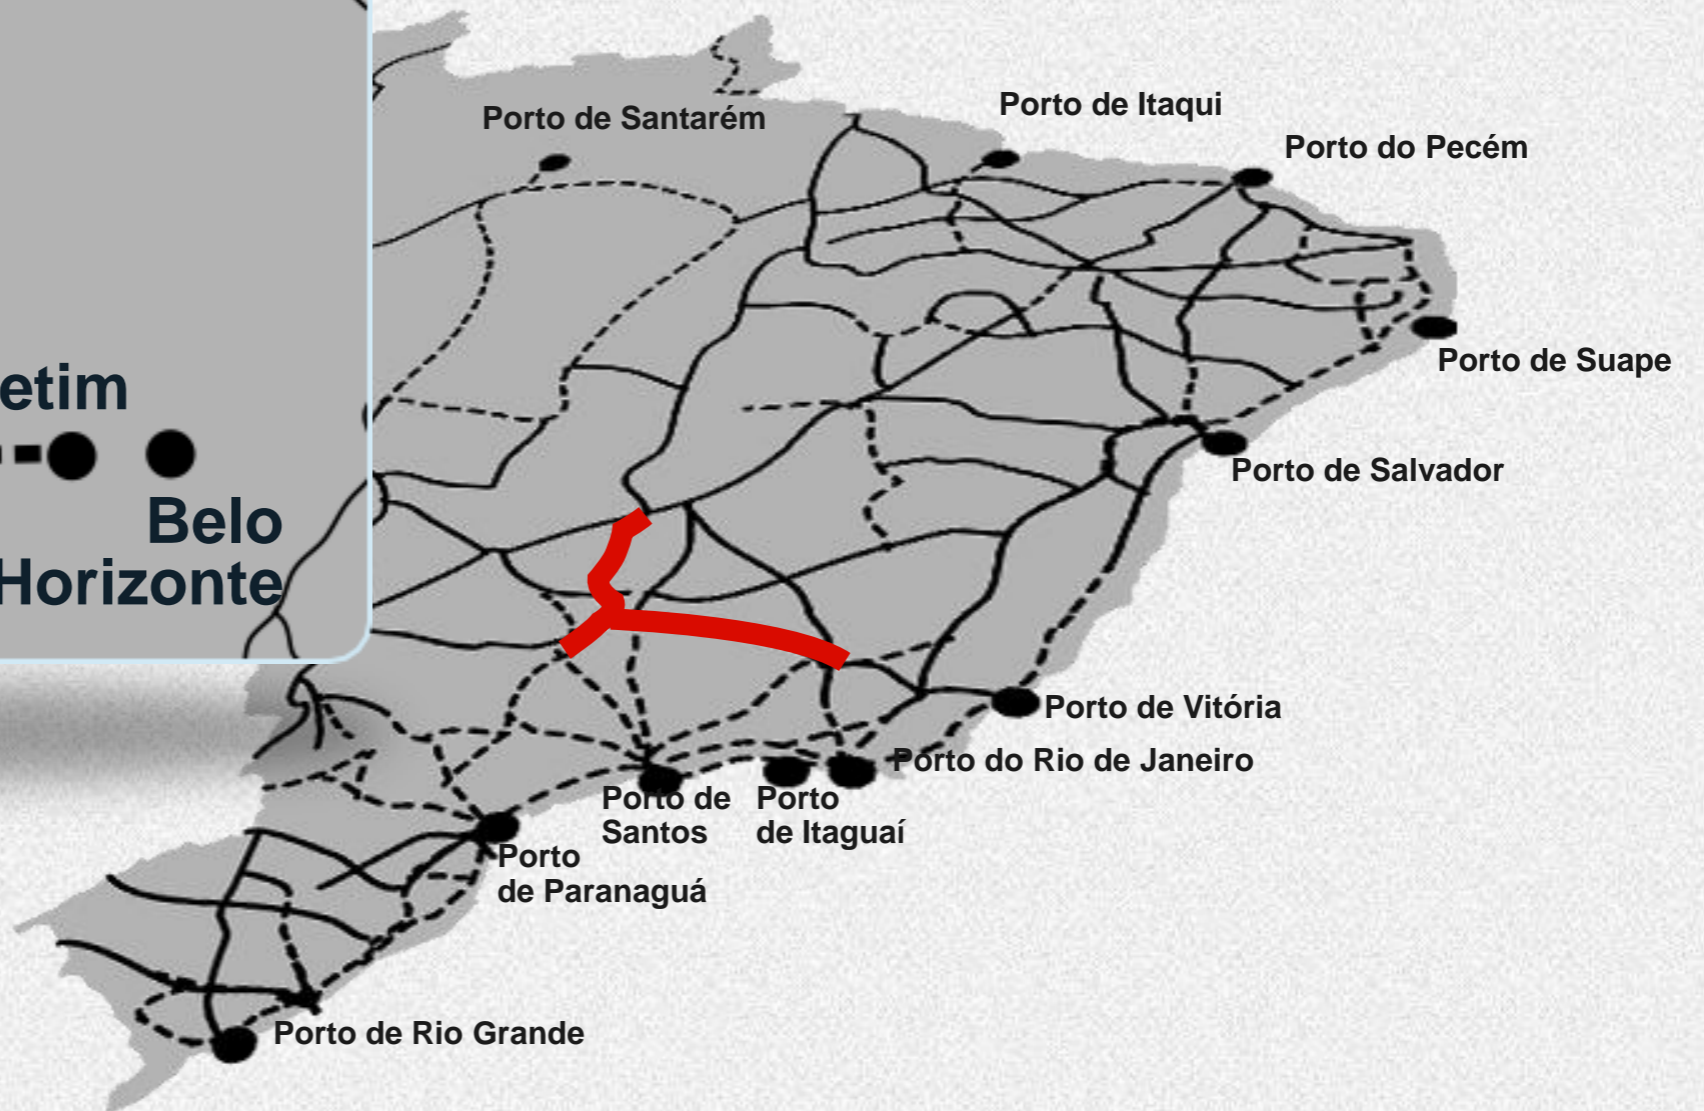 Porto de Santarém
Porto de Itaqui
Porto do Pecém
etim
Porto de Suape
Belo
Horizonte
Porto de Salvador
Porto de Vitória
Porto do Rio de Janeiro
Porto de
Santos
Porto
de Itaguaí
Porto
de Paranaguá
Porto de Rio Grande